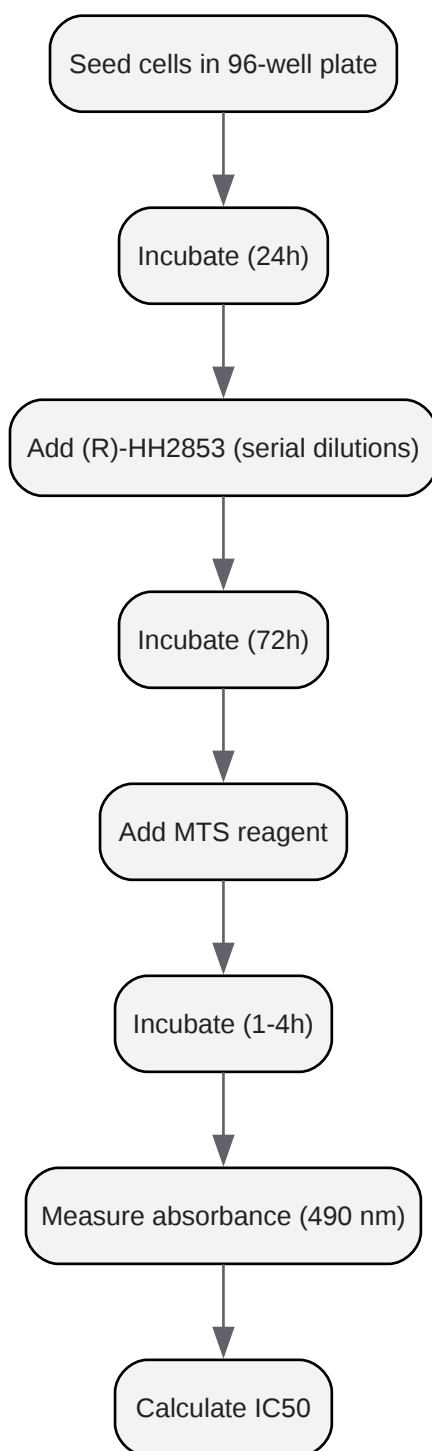 Seed cells in 96-well plate
Incubate (24h)
Add (R)-HH2853 (serial dilutions)
Incubate (72h)
Add MTS reagent
Incubate (1-4h)
Measure absorbance (490 nm)
Calculate IC50